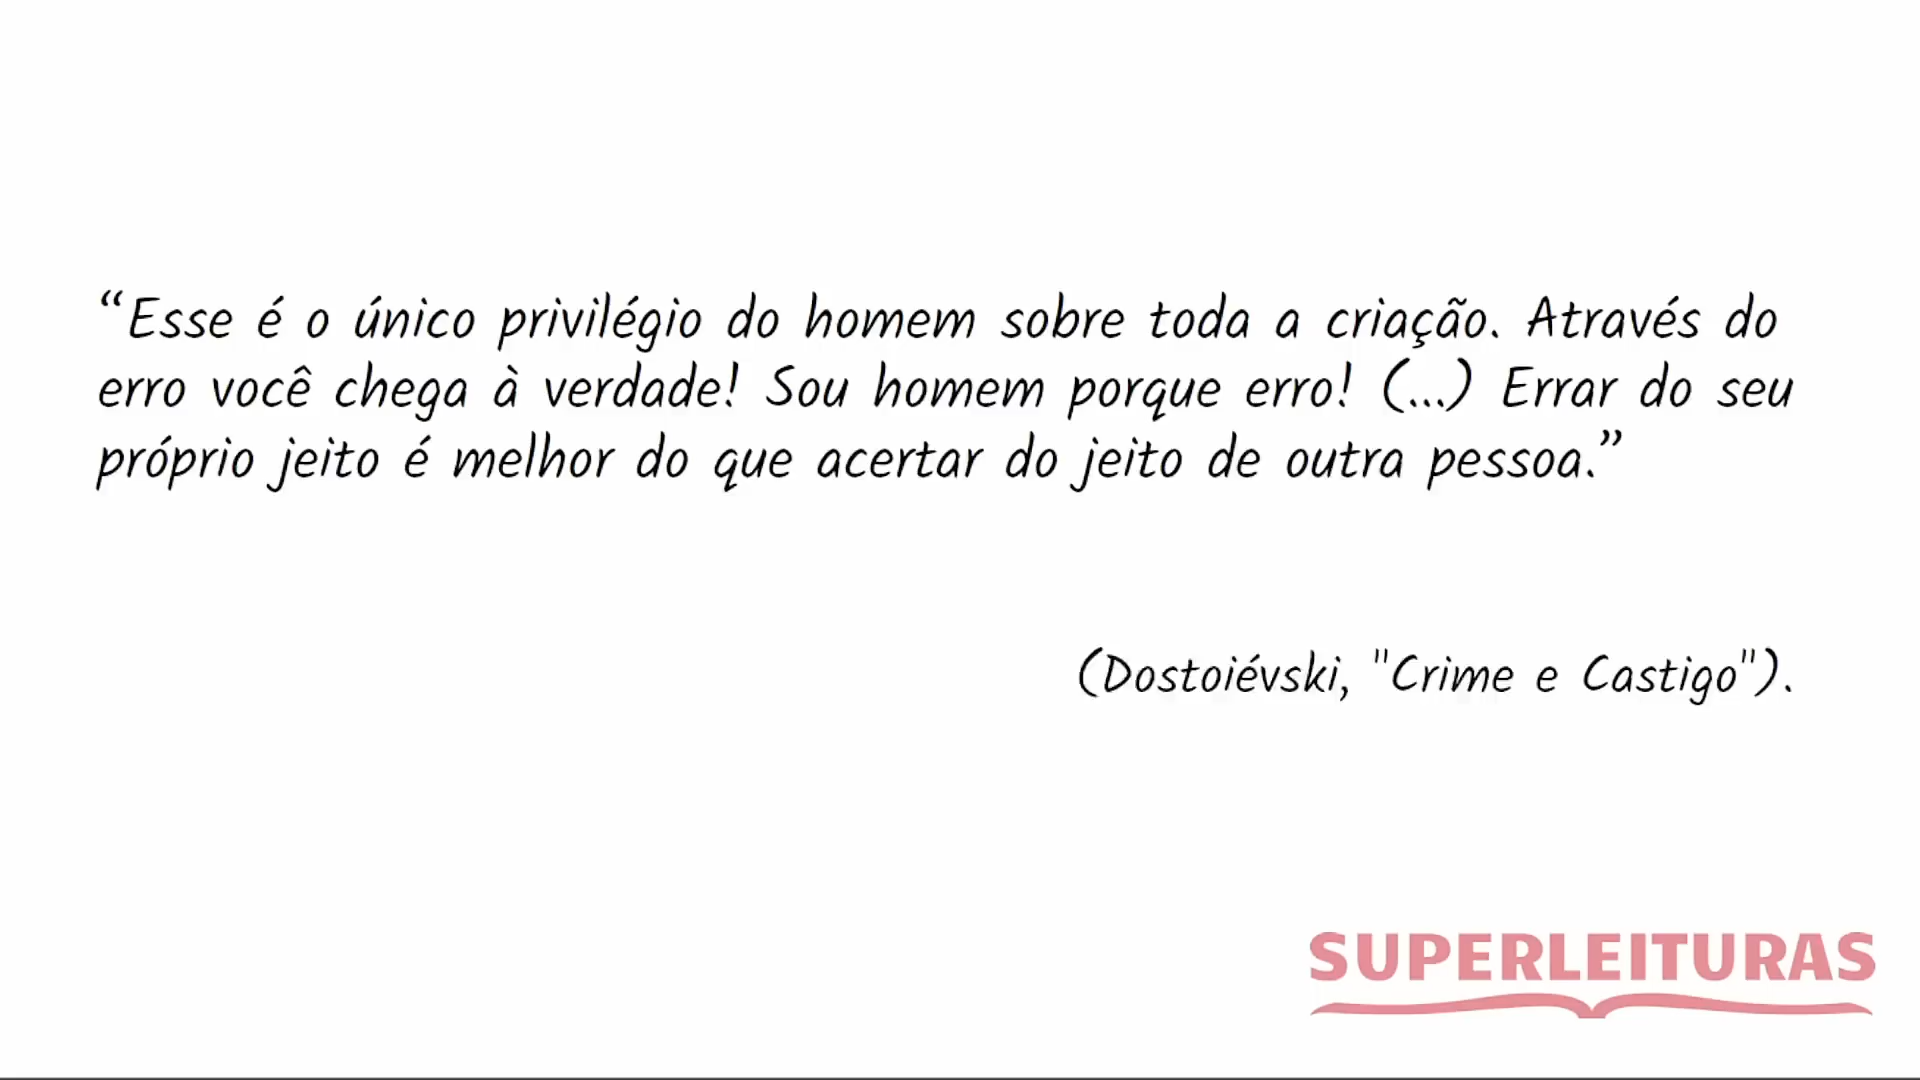 “Esse é o único privilégio do homem sobre toda a criação. Através do
erro você chega à verdade! Sou homem porque erro! (...) Errar do seu
próprio jeito é melhor do que acertar do jeito de outra pessoa.”
(Dostoiévski, "Crime e Castigo").
SUPERLEITURAS